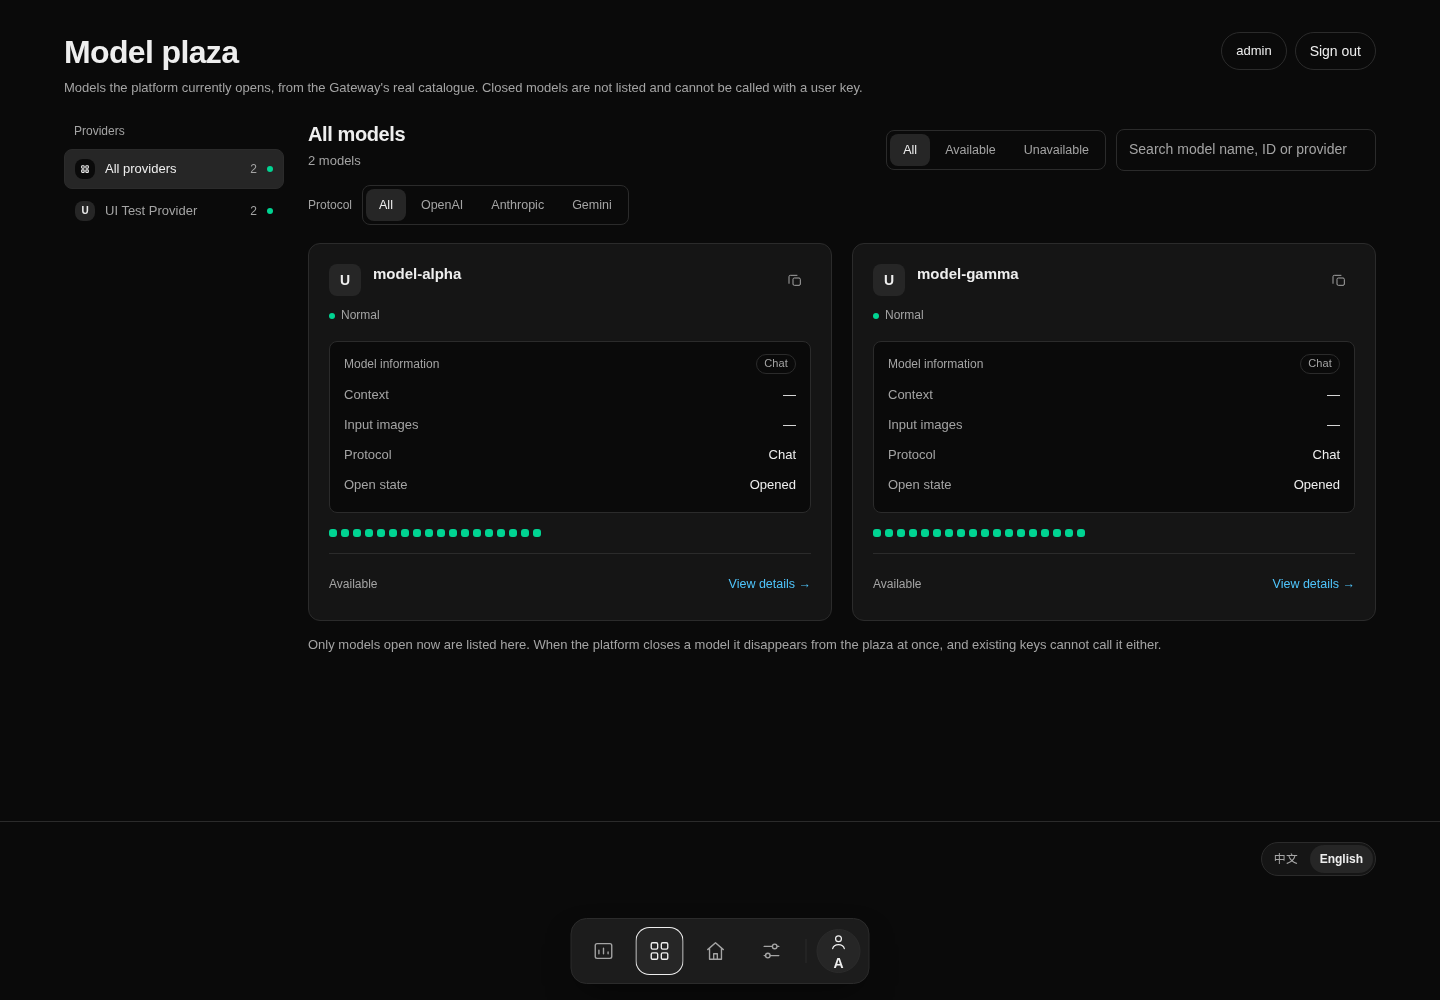 Model plaza
Models the platform currently opens, from the Gateway's real catalogue. Closed models are not listed and cannot be called with a user key.
admin
Sign out
Providers
All providers 2
U UI Test Provider 2
All models
2 models
All Available Unavailable
Search model name, ID or provider
Protocol All OpenAI Anthropic Gemini
U model-alpha
Normal
Model information Chat
Context —
Input images —
Protocol Chat
Open state Opened
Available View details →
U model-gamma
Normal
Model information Chat
Context —
Input images —
Protocol Chat
Open state Opened
Available View details →
Only models open now are listed here. When the platform closes a model it disappears from the plaza at once, and existing keys cannot call it either.
中文 English
A